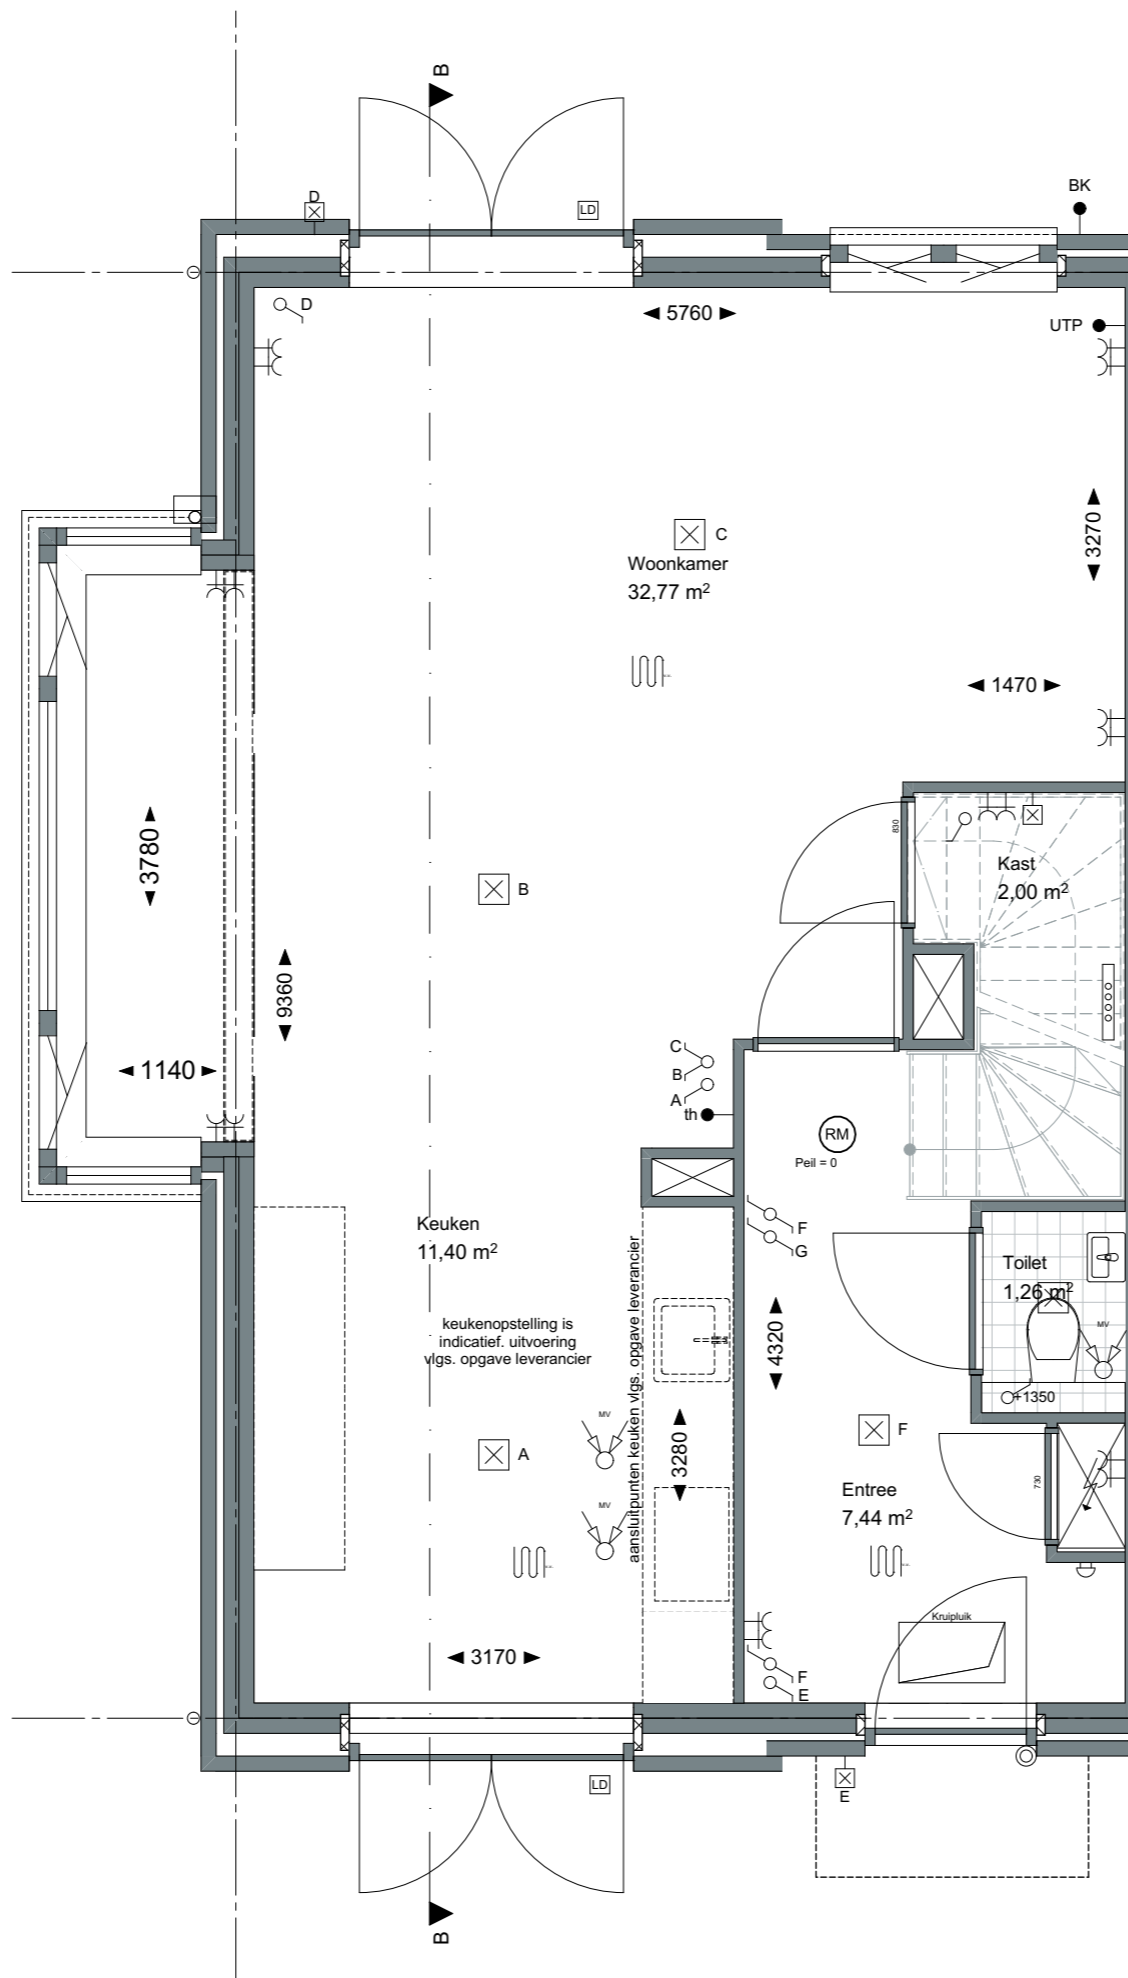 B
D
LD
BK
D
5760
UTP
C
Woonkamer
32,77 m²
3270
1470
830
Kast
2,00 m²
3780
B
9360
1140
C
B
A
th
RM
Peil = 0
F
G
Keuken
11,40 m²
Toilet
1,26 m²
MV
+1350
keukenopstelling is
indicatief. uitvoering
vlgs. opgave leverancier
aansluitpunten keuken vlgs. opgave leverancier
4320
MV
A
3280
F
730
Entree
7,44 m²
MV
Kruipluik
3170
F
E
LD
E
B